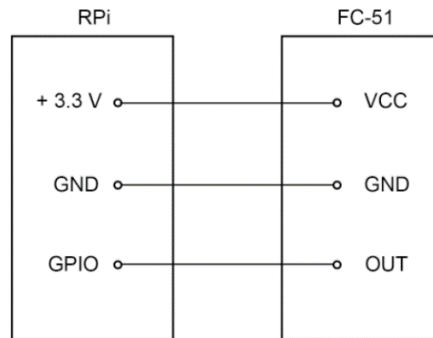 RPi
FC-51
+ 3.3 V
VCC
GND
GND
GPIO
OUT